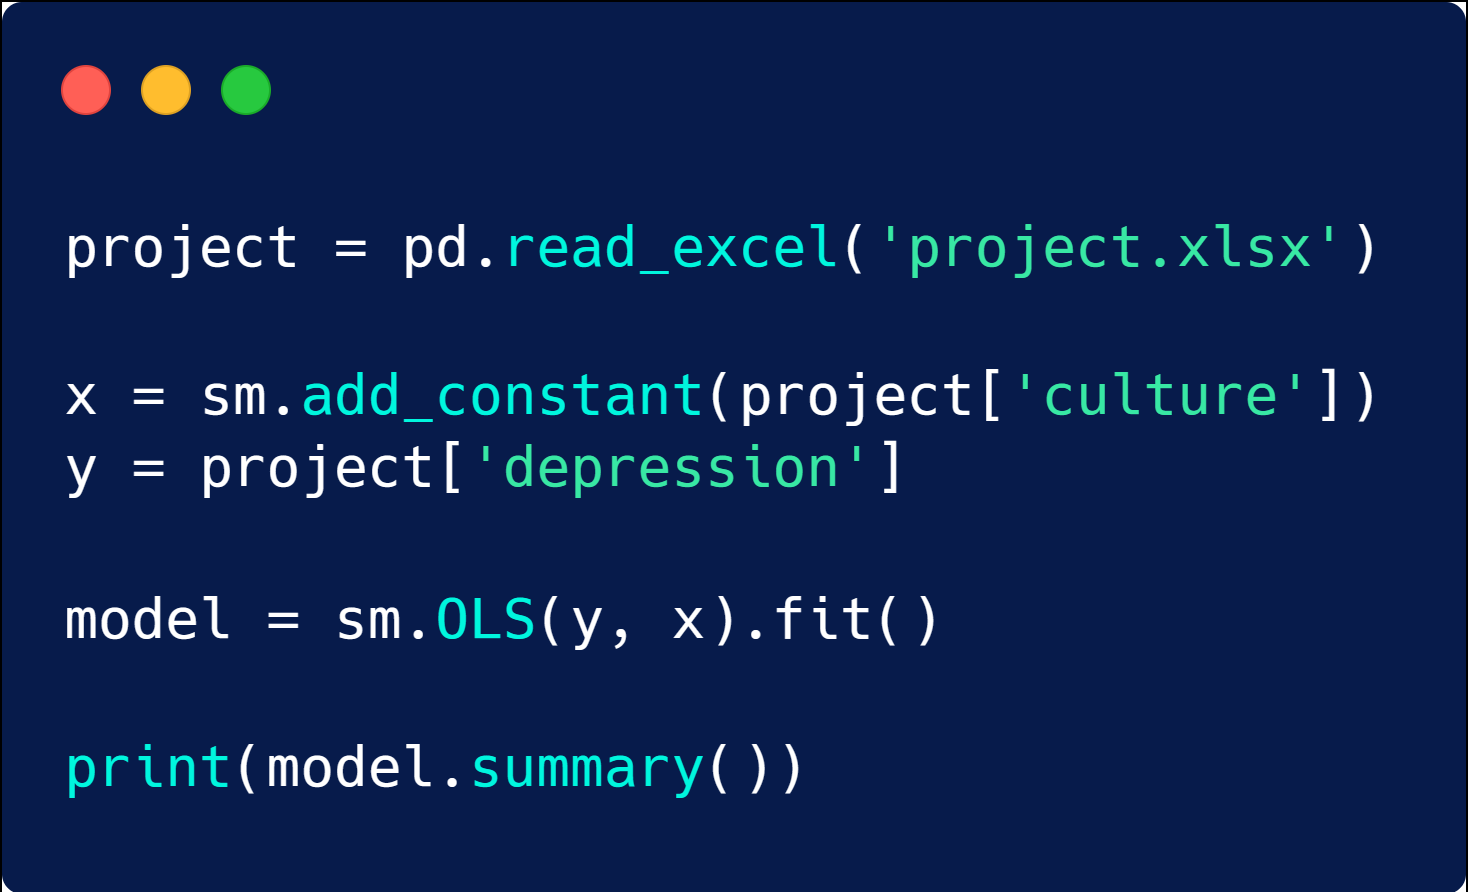 project = pd.read_excel('project.xlsx')
x = sm.add_constant(project['culture'])
y = project['depression']
model = sm.OLS(y, x).fit()
print(model.summary())